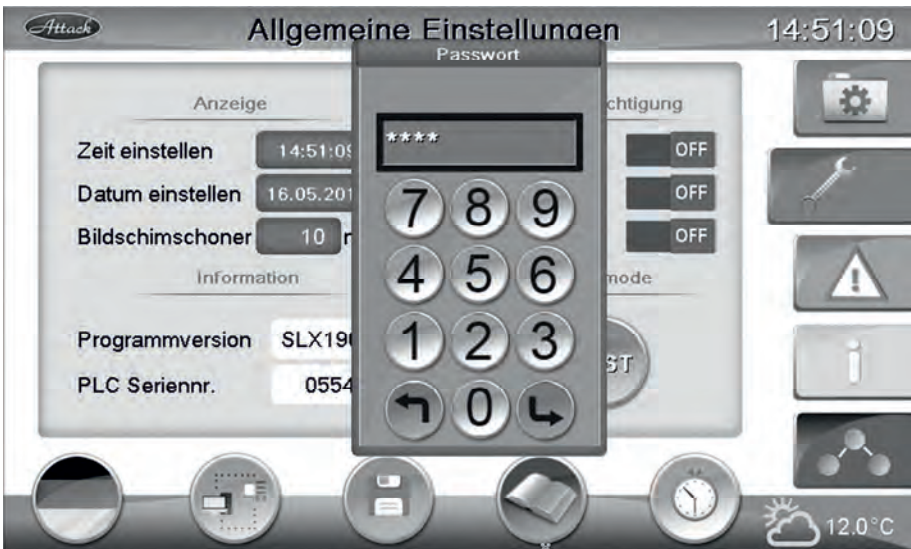 Attack
Allgemeine Einstellungen
14:51:09
Passwort
Anzeige
chtigung
****
Zeit einstellen
14:51:09
OFF
Datum einstellen
16.05.201
OFF
Bildschimschoner
10
OFF
7 8 9
4 5 6
Information
mode
Programmversion
SLX190
1 2 3
ST
PLC Seriennr.
0554
0
12.0°C